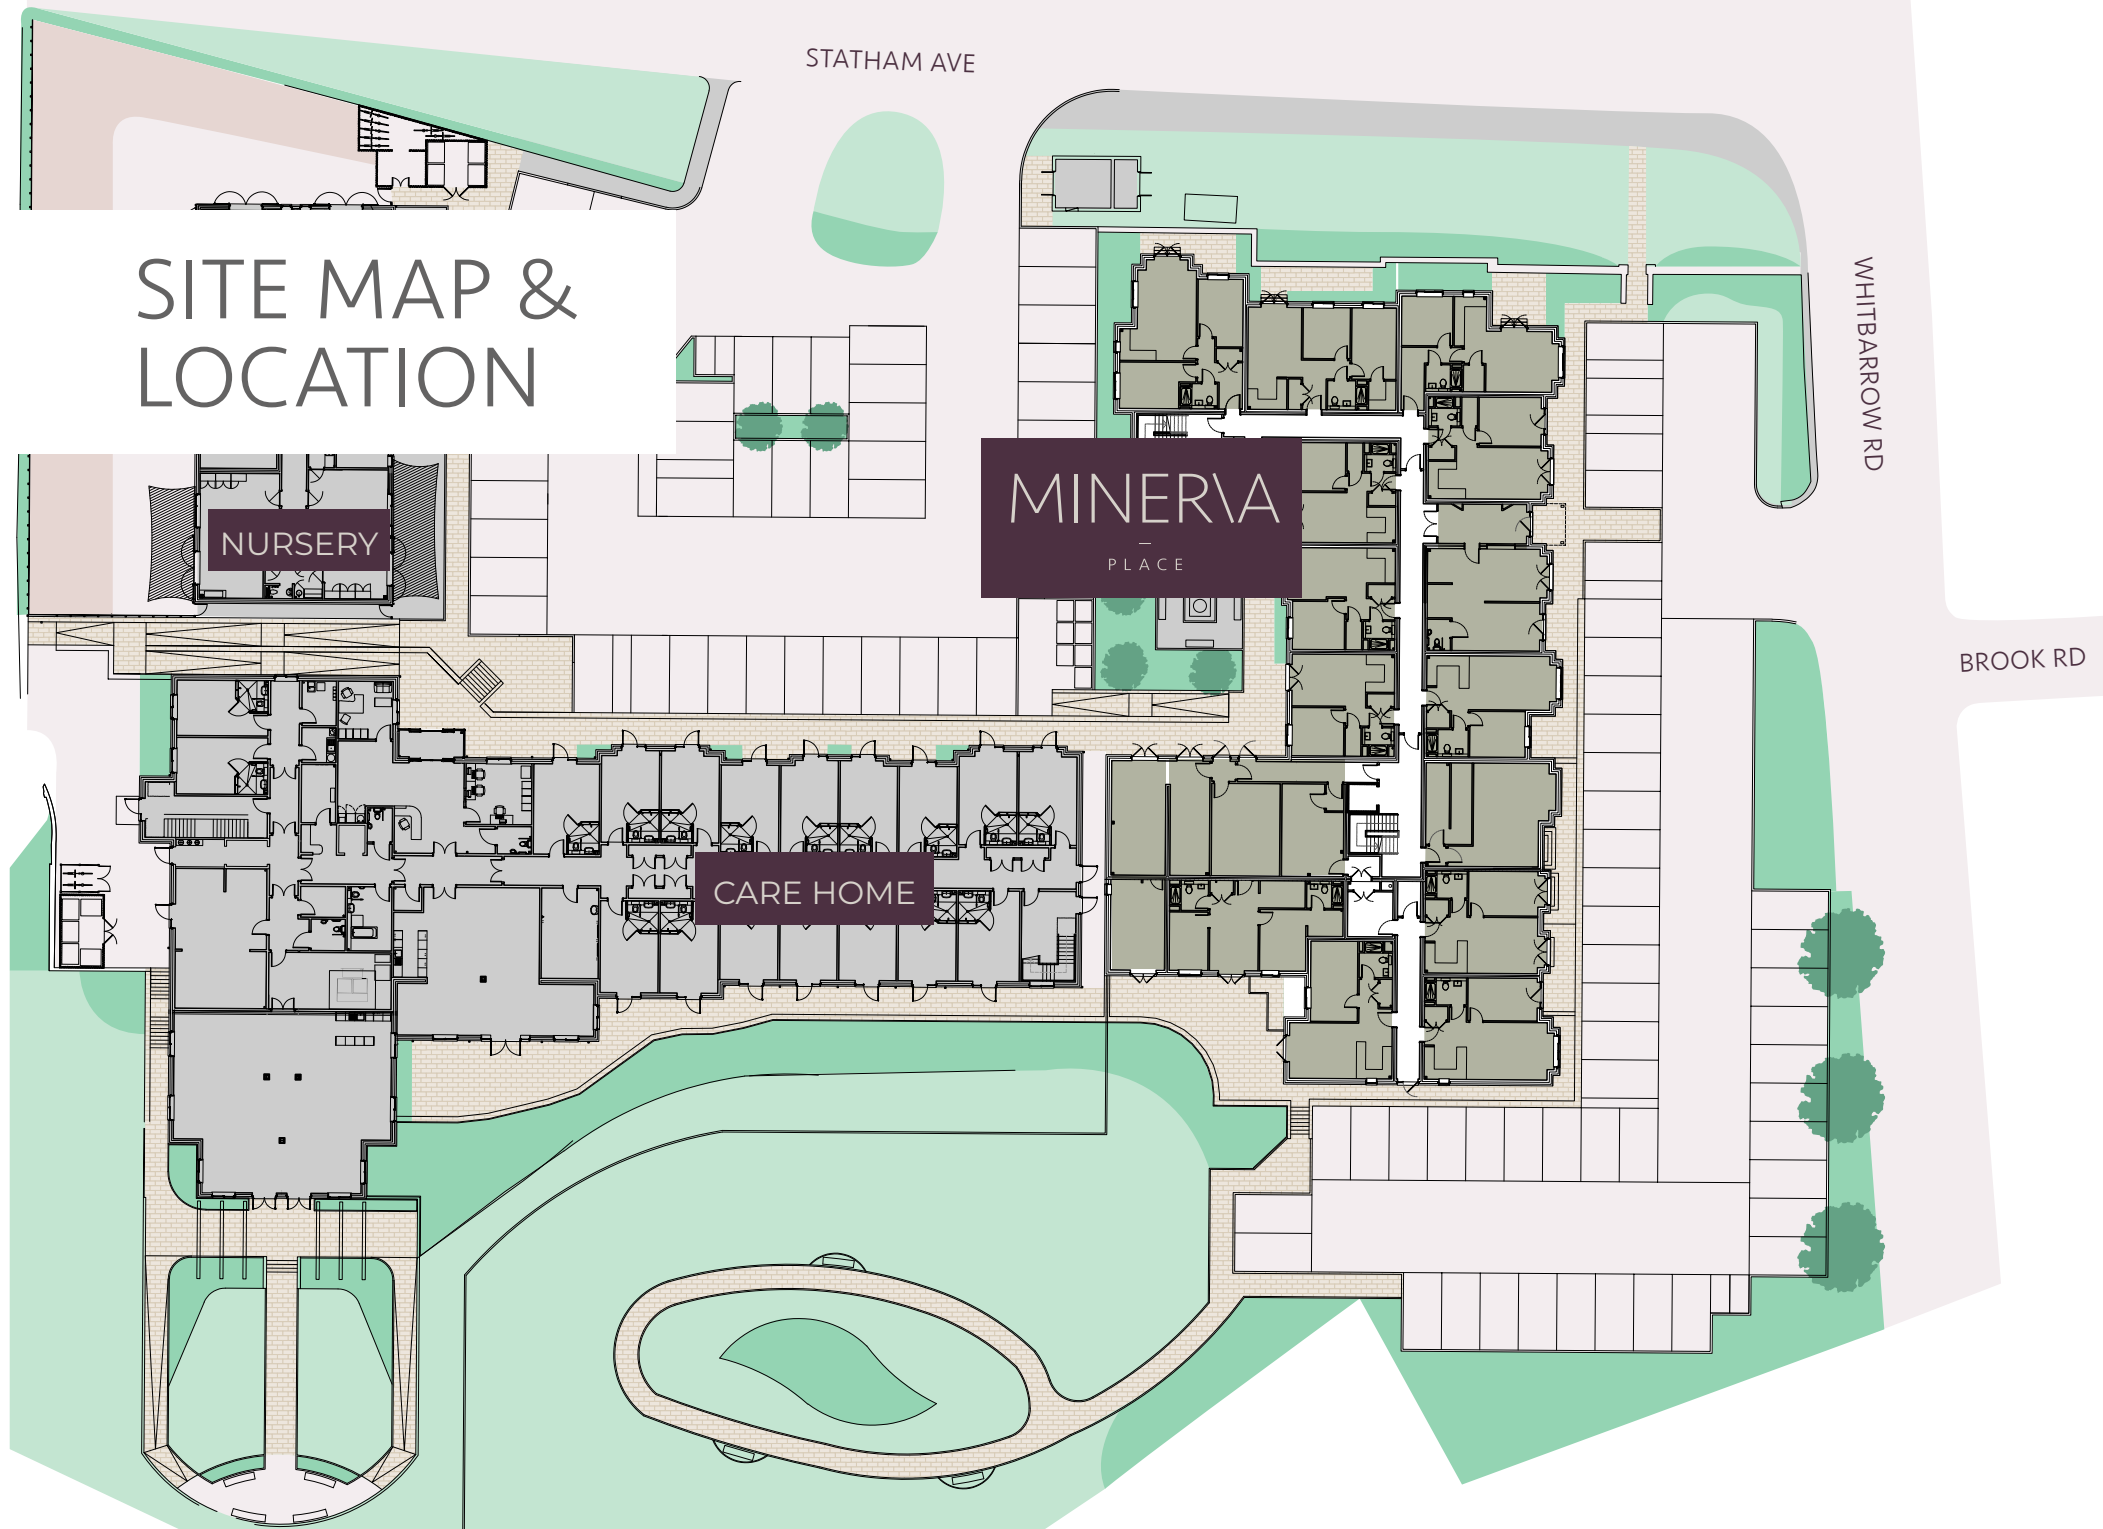 STATHAM AVE
SITE MAP &
LOCATION
WHITBARROW RD
MINERVA
PLACE
NURSERY
BROOK RD
CARE HOME